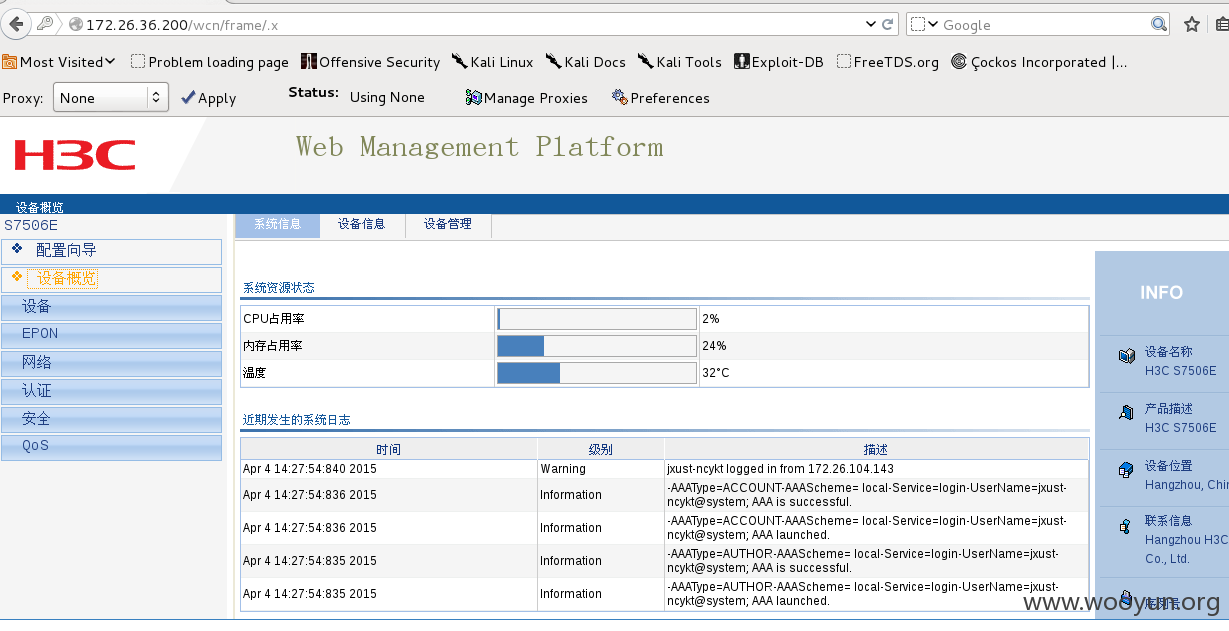 172.26.36.200/wcn/frame/.x
Google
Most Visited
Problem loading page
Offensive Security
Kali Linux
Kali Docs
Kali Tools
Exploit-DB
FreeTDS.org
Çockos Incorporated |...
Proxy: None Apply Status: Using None Manage Proxies Preferences
H3C
Web Management Platform
设备概览
S7506E
配置向导
设备概览
设备
EPON
网络
认证
安全
QoS
系统信息 设备信息 设备管理
系统资源状态
CPU占用率 2%
内存占用率 24%
温度 32°C
近期发生的系统日志
时间 级别 描述
Apr 4 14:27:54:840 2015 Warning jxust-ncykt logged in from 172.26.104.143
Apr 4 14:27:54:836 2015 Information -AAAType=ACCOUNT-AAAScheme= local-Service=login-UserName=jxust-
ncykt@system; AAA is successful.
Apr 4 14:27:54:836 2015 Information -AAAType=ACCOUNT-AAAScheme= local-Service=login-UserName=jxust-
ncykt@system; AAA launched.
Apr 4 14:27:54:835 2015 Information -AAAType=AUTHOR-AAAScheme= local-Service=login-UserName=jxust-
ncykt@system; AAA is successful.
Apr 4 14:27:54:835 2015 Information -AAAType=AUTHOR-AAAScheme= local-Service=login-UserName=jxust-
ncykt@system; AAA launched.
INFO
设备名称
H3C S7506E
产品描述
H3C S7506E
设备位置
Hangzhou, Chi
联系信息
Hangzhou H3C
Co., Ltd.
www.wooyun.org